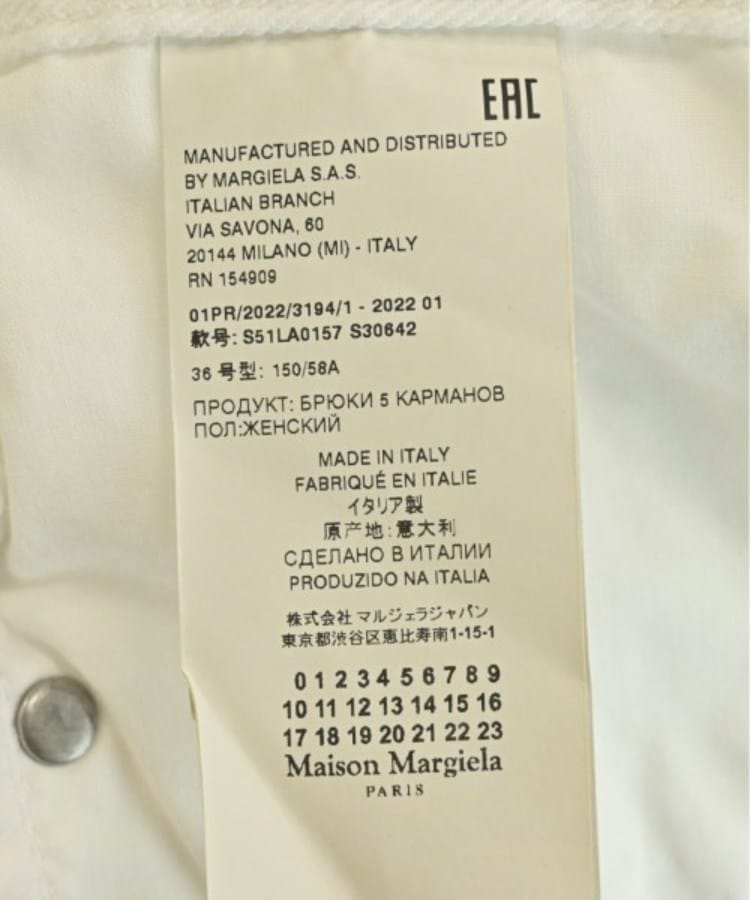 EAC
MANUFACTURED AND DISTRIBUTED
BY MARGIELA S.A.S.
ITALIAN BRANCH
VIA SAVONA, 60
20144 MILANO (MI) - ITALY
RN 154909
01PR/2022/3194/1 - 2022 01
款号: S51LA0157 S30642
36 号型: 150/58A
ПРОДУКТ: БРЮКИ 5 КАРМАНОВ
ПОЛ:ЖЕНСКИЙ
MADE IN ITALY
FABRIQUÉ EN ITALIE
イタリア製
原产地:意大利
СДЕЛАНО В ИТАЛИИ
PRODUZIDO NA ITALIA
株式会社 マルジェラジャパン
東京都渋谷区恵比寿南1-15-1
0 1 2 3 4 5 6 7 8 9
10 11 12 13 14 15 16
17 18 19 20 21 22 23
Maison Margiela
PARIS